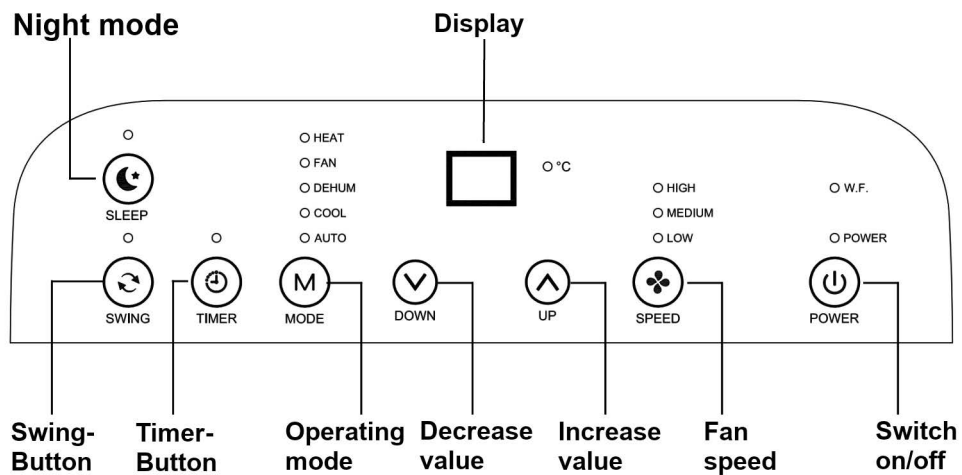 Night mode
Display
HEAT
FAN
DEHUM
COOL
AUTO
°C
HIGH
MEDIUM
LOW
W.F.
POWER
SLEEP
SWING
TIMER
M
MODE
DOWN
UP
SPEED
POWER
Swing-
Button
Timer-
Button
Operating
mode
Decrease
value
Increase
value
Fan
speed
Switch
on/off